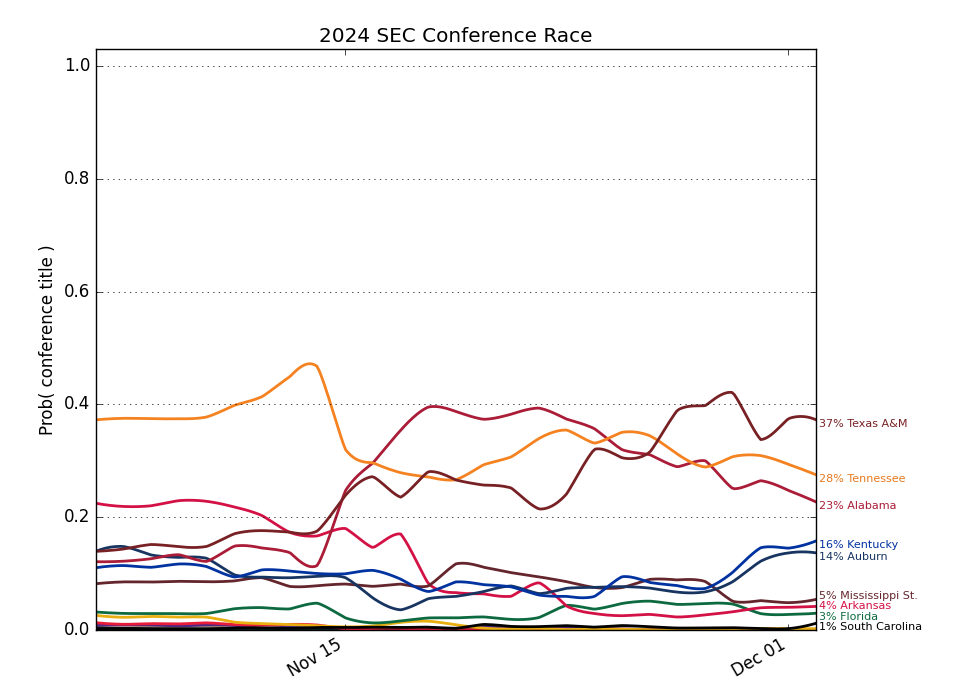 2024 SEC Conference Race
Prob( conference title )
1.0
0.8
0.6
0.4
0.2
0.0
Nov 15
Dec 01
37% Texas A&M
28% Tennessee
23% Alabama
16% Kentucky
14% Auburn
5% Mississippi St.
4% Arkansas
3% Florida
1% South Carolina